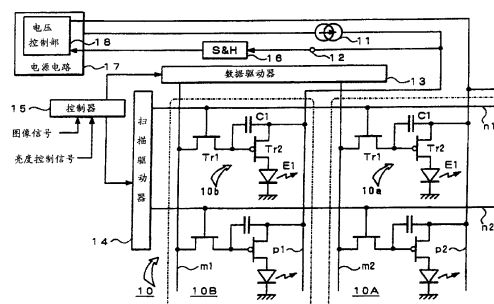 电压
控制部
18
电源电路
17
11
S&H
16
12
数据驱动器
13
15
控制器
图像信号
亮度控制信号
扫描驱动器
14
C1
Tr1
Tr2
10b
E1
C1
Tr1
Tr2
10a
E1
n1
n2
p1
p2
m1
m2
10
10B
10A